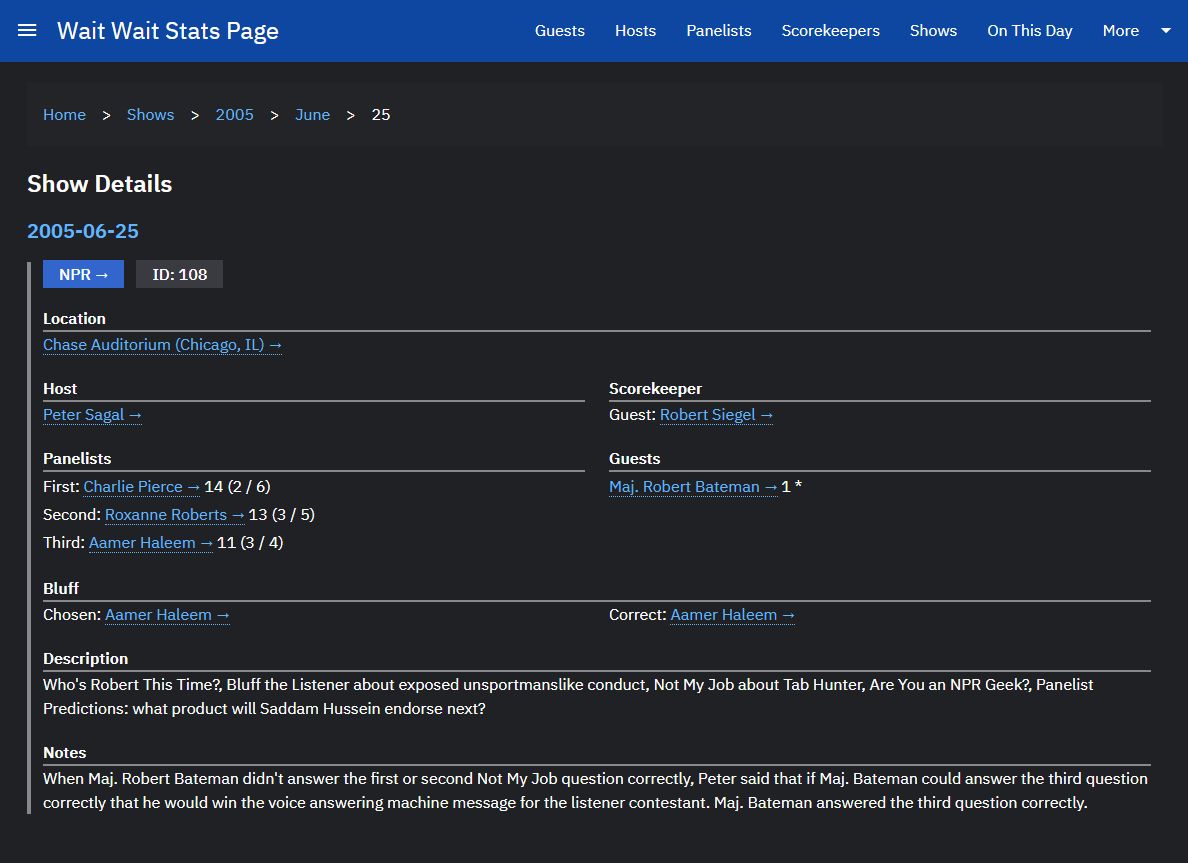 Wait Wait Stats Page
Guests Hosts Panelists Scorekeepers Shows On This Day More
Home > Shows > 2005 > June > 25
Show Details
2005-06-25
NPR → ID: 108
Location
Chase Auditorium (Chicago, IL) →
Host
Peter Sagal →
Scorekeeper
Guest: Robert Siegel →
Panelists
First: Charlie Pierce → 14 (2 / 6)
Second: Roxanne Roberts → 13 (3 / 5)
Third: Aamer Haleem → 11 (3 / 4)
Guests
Maj. Robert Bateman → 1 *
Bluff
Chosen: Aamer Haleem →
Correct: Aamer Haleem →
Description
Who's Robert This Time?, Bluff the Listener about exposed unsportmanslike conduct, Not My Job about Tab Hunter, Are You an NPR Geek?, Panelist
Predictions: what product will Saddam Hussein endorse next?
Notes
When Maj. Robert Bateman didn't answer the first or second Not My Job question correctly, Peter said that if Maj. Bateman could answer the third question
correctly that he would win the voice answering machine message for the listener contestant. Maj. Bateman answered the third question correctly.